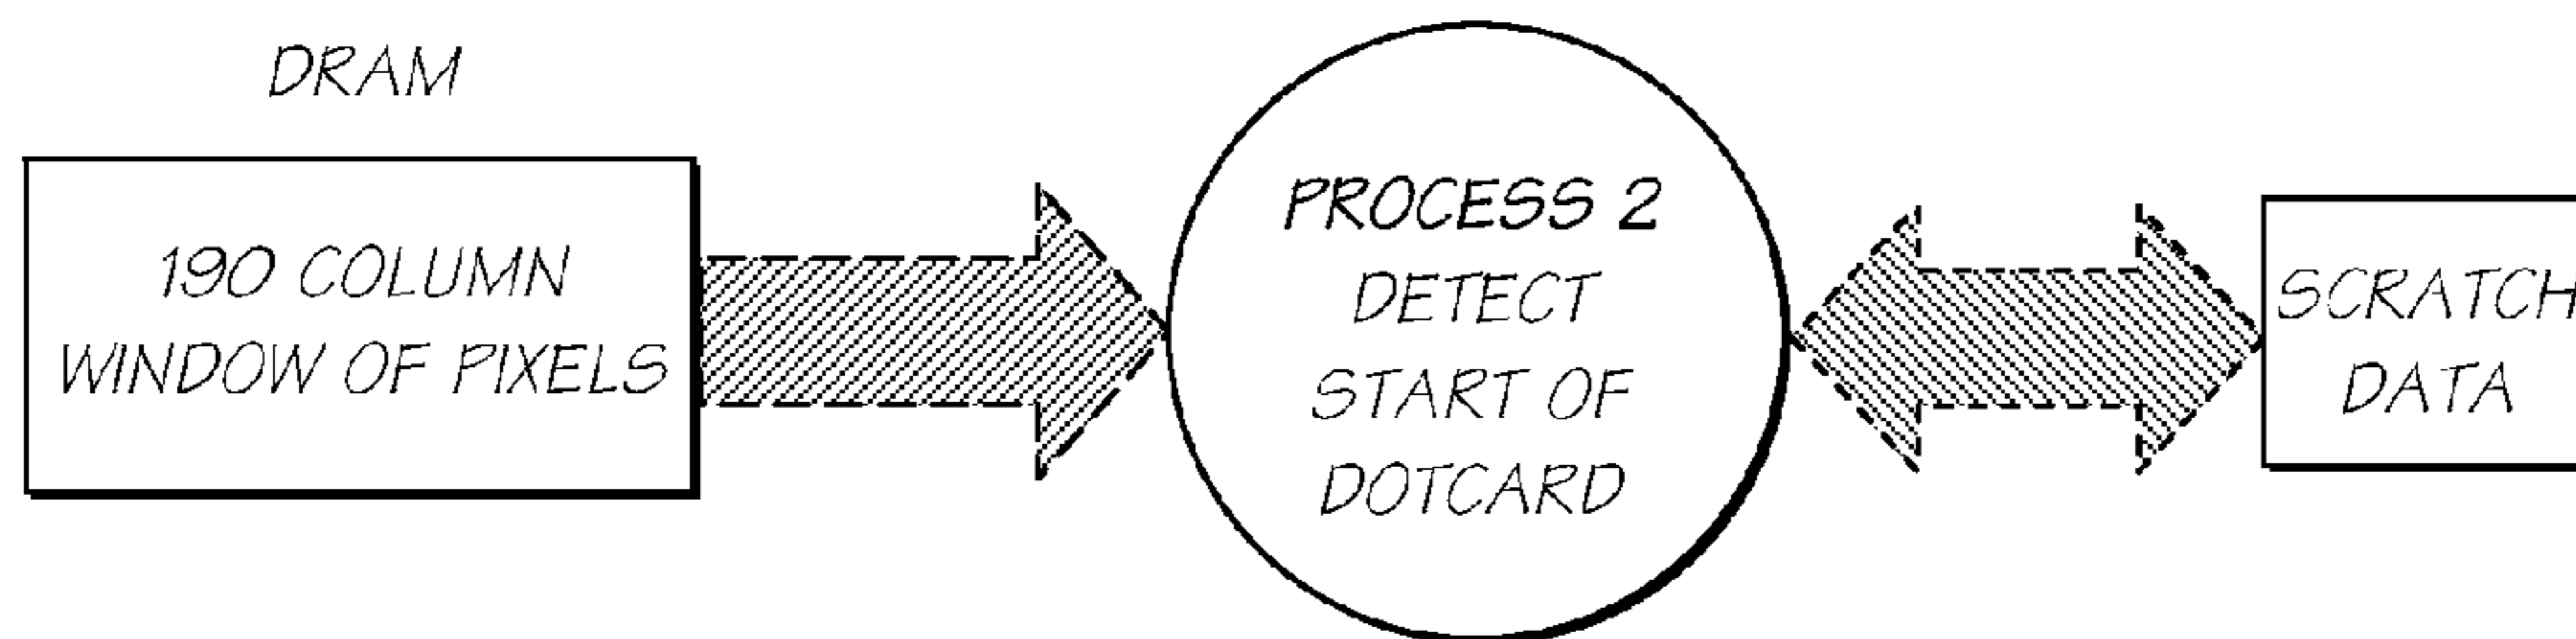 DRAM
190 COLUMN
WINDOW OF PIXELS
PROCESS 2
DETECT
START OF
DOTCARD
SCRATCH
DATA